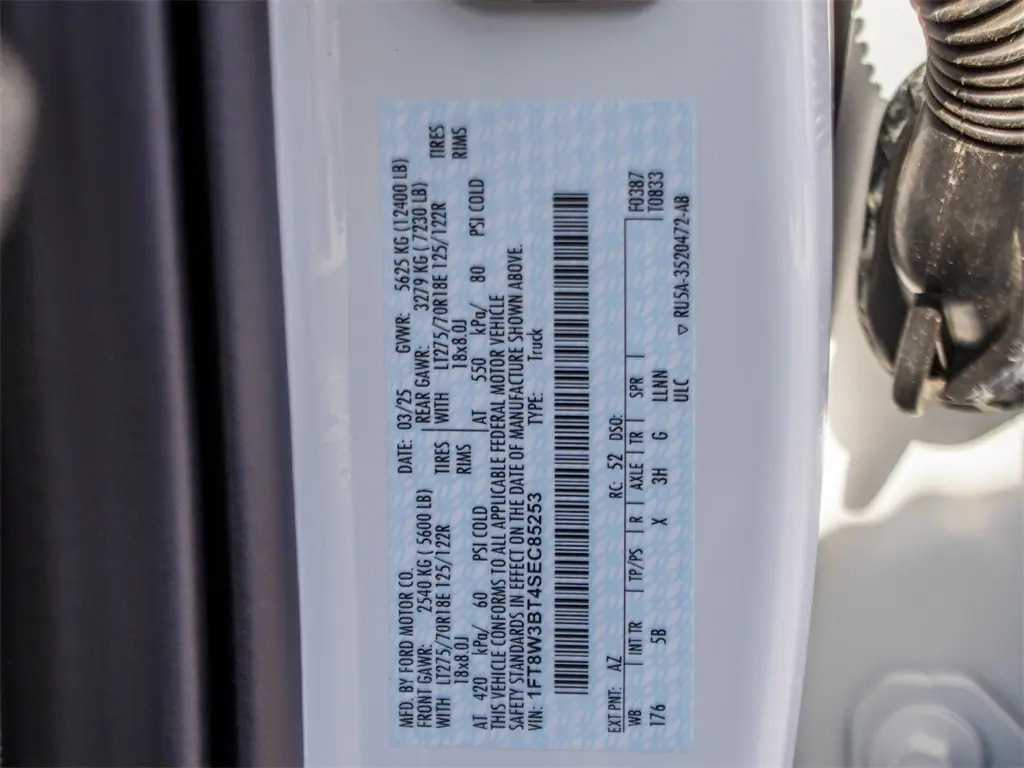 MFD. BY FORD MOTOR CO.
DATE: 03/25 GVWR: 5625 KG (12400 LB)
FRONT GAWR: 2540 KG ( 5600 LB)
REAR GAWR: 3279 KG ( 7230 LB)
WITH LT275/70R18E 125/122R TIRES
WITH LT275/70R18E 125/122R TIRES
18x8.0J RIMS
18x8.0J RIMS
AT 420 kPa/ 60 PSI COLD
AT 550 kPa/ 80 PSI COLD
THIS VEHICLE CONFORMS TO ALL APPLICABLE FEDERAL MOTOR VEHICLE
SAFETY STANDARDS IN EFFECT ON THE DATE OF MANUFACTURE SHOWN ABOVE.
VIN: 1FT8W3BT4SEC85253 TYPE: Truck
EXT PNT: AZ RC: 52 DSO:
WB INT TR TP/PS R AXLE TR SPR F0387
176 5B X 3H G LLNN T0833
ULC
▽ RU5A-3520472-AB